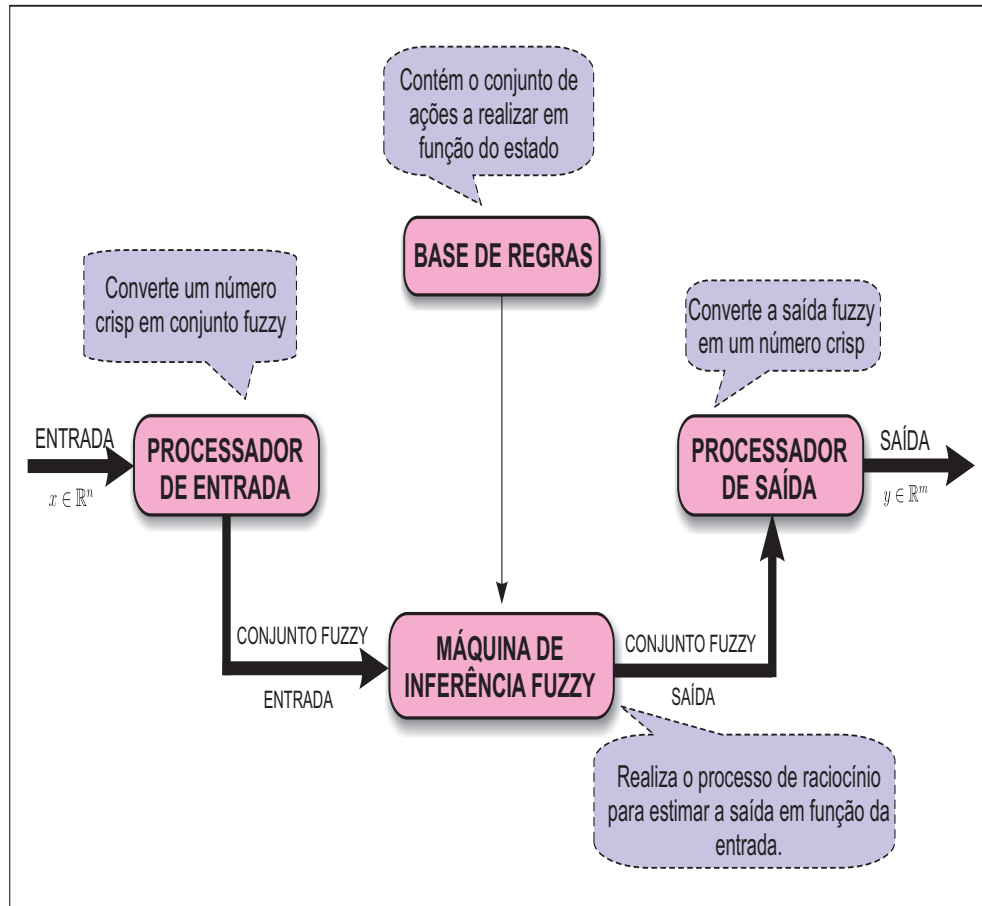 Contém o conjunto de
ações a realizar em
função do estado
BASE DE REGRAS
Converte um número
crisp em conjunto fuzzy
Converte a saída fuzzy
em um número crisp
ENTRADA
x ∈ ℝⁿ
PROCESSADOR
DE ENTRADA
PROCESSADOR
DE SAÍDA
SAÍDA
y ∈ ℝᵐ
CONJUNTO FUZZY
ENTRADA
MÁQUINA DE
INFERÊNCIA FUZZY
CONJUNTO FUZZY
SAÍDA
Realiza o processo de raciocínio
para estimar a saída em função da
entrada.